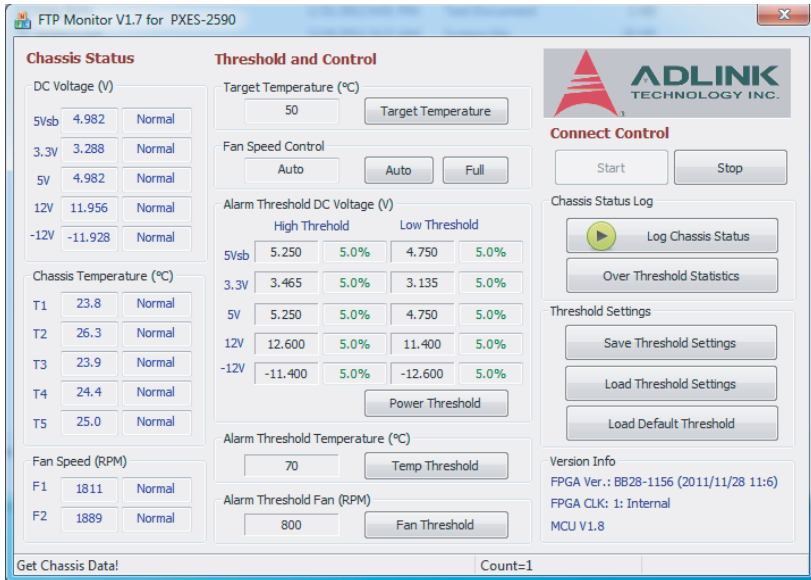 FTP Monitor V1.7 for PXES-2590
Chassis Status
DC Voltage (V)
5Vsb 4.982 Normal
3.3V 3.288 Normal
5V 4.982 Normal
12V 11.956 Normal
-12V -11.928 Normal
Chassis Temperature (℃)
T1 23.8 Normal
T2 26.3 Normal
T3 23.9 Normal
T4 24.4 Normal
T5 25.0 Normal
Fan Speed (RPM)
F1 1811 Normal
F2 1889 Normal
Threshold and Control
Target Temperature (℃)
50 Target Temperature
Fan Speed Control
Auto Auto Full
Alarm Threshold DC Voltage (V)
High Threhold Low Threshold
5Vsb 5.250 5.0% 4.750 5.0%
3.3V 3.465 5.0% 3.135 5.0%
5V 5.250 5.0% 4.750 5.0%
12V 12.600 5.0% 11.400 5.0%
-12V -11.400 5.0% -12.600 5.0%
Power Threshold
Alarm Threshold Temperature (℃)
70 Temp Threshold
Alarm Threshold Fan (RPM)
800 Fan Threshold
ADLINK
TECHNOLOGY INC.
Connect Control
Start Stop
Chassis Status Log
Log Chassis Status
Over Threshold Statistics
Threshold Settings
Save Threshold Settings
Load Threshold Settings
Load Default Threshold
Version Info
FPGA Ver.: BB28-1156 (2011/11/28 11:6)
FPGA CLK: 1: Internal
MCU V1.8
Get Chassis Data! Count=1